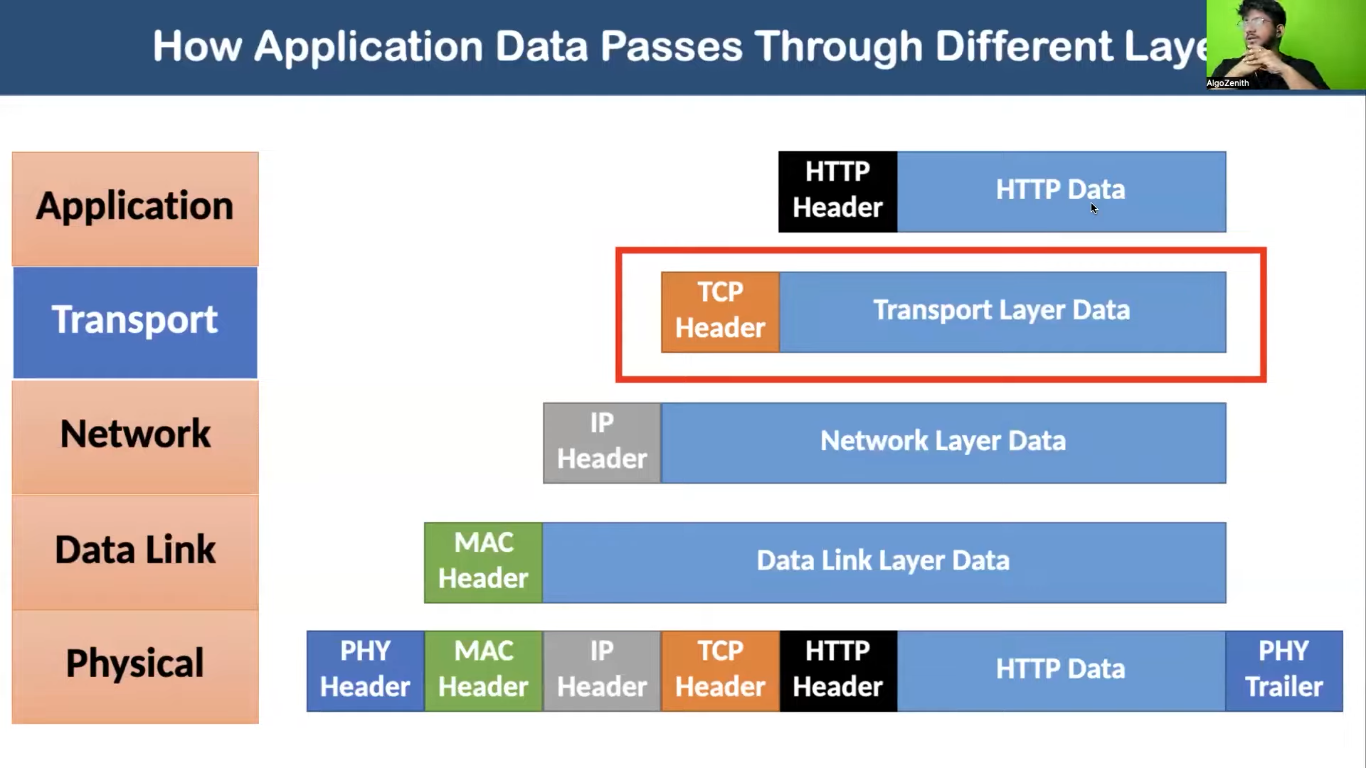 How Application Data Passes Through Different Laye
AlgoZenith
Application
HTTP
Header
HTTP Data
Transport
TCP
Header
Transport Layer Data
Network
IP
Header
Network Layer Data
Data Link
MAC
Header
Data Link Layer Data
Physical
PHY
Header
MAC
Header
IP
Header
TCP
Header
HTTP
Header
HTTP Data
PHY
Trailer